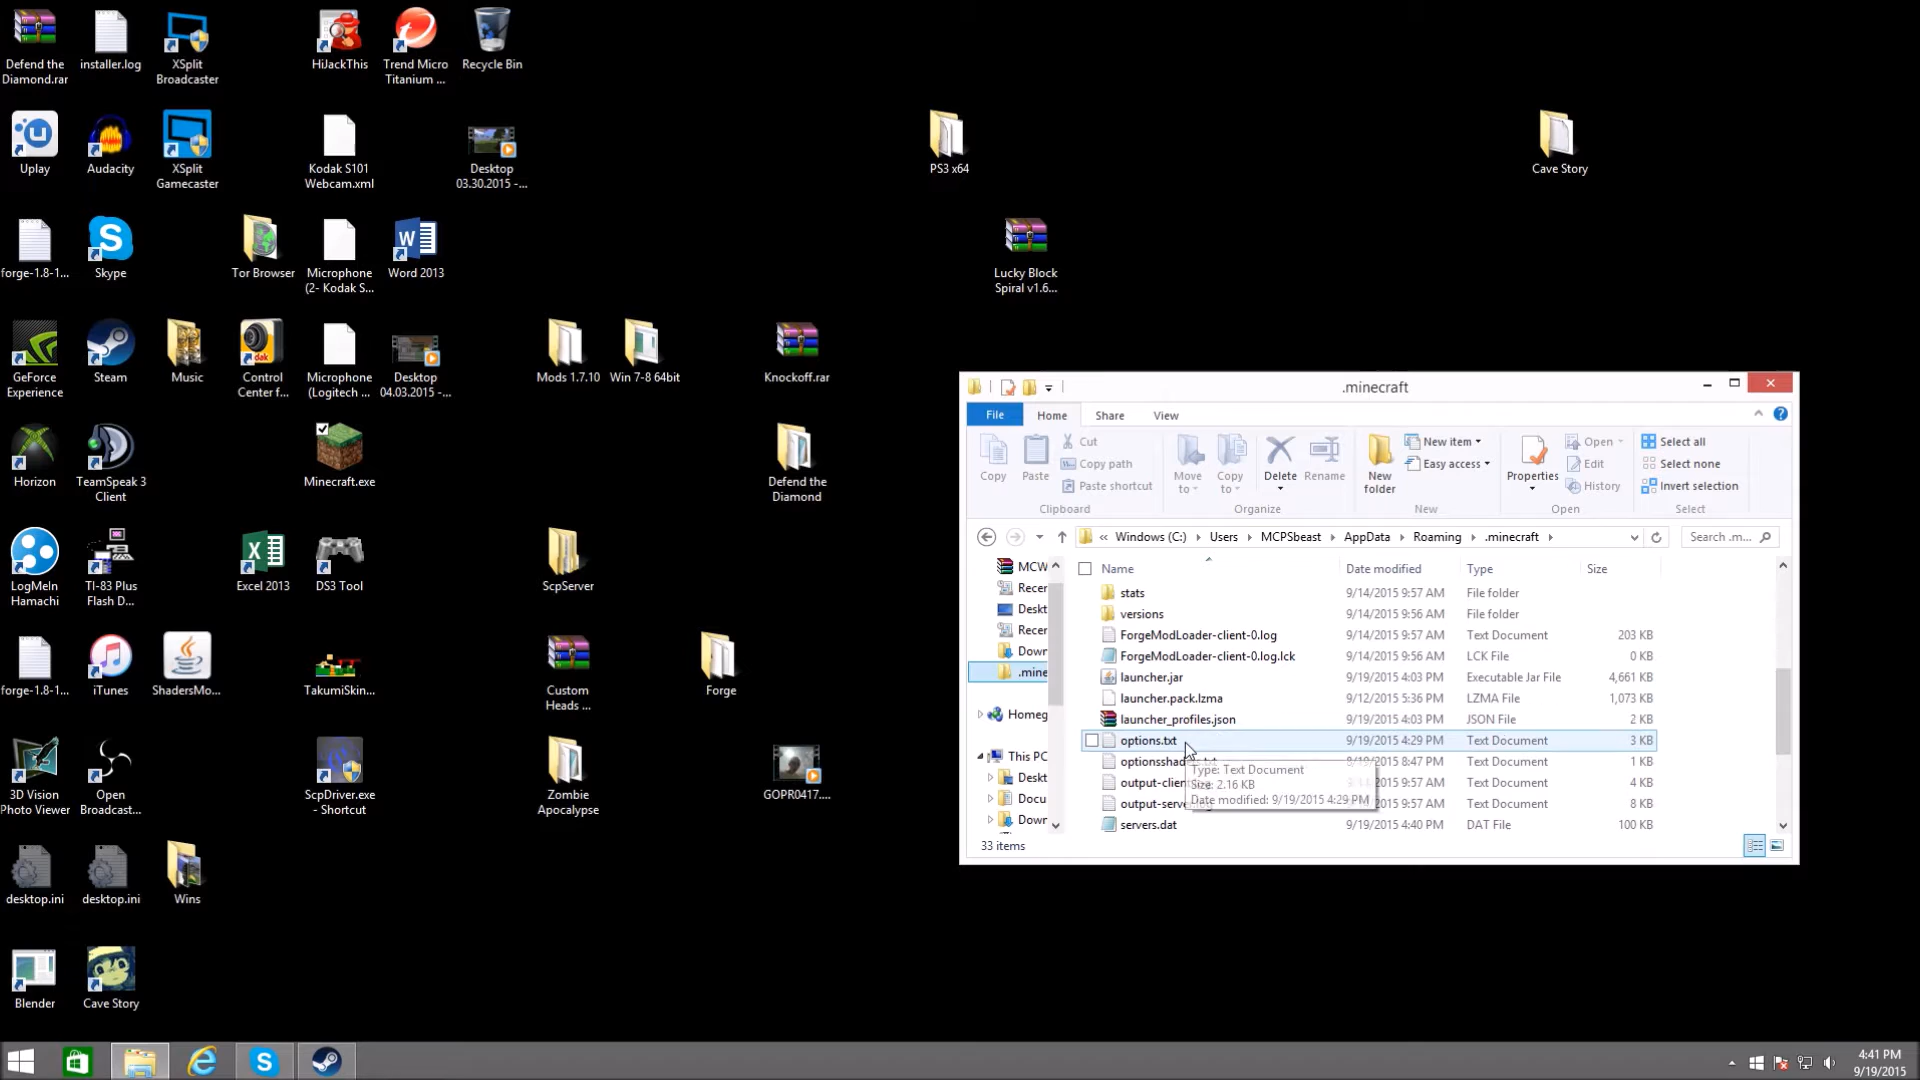 Defend the
Diamond.rar
installer.log
XSplit
Broadcaster
HiJackThis
Trend Micro
Titanium ...
Recycle Bin
Uplay
Audacity
XSplit
Gamecaster
Kodak S101
Webcam.xml
Desktop
03.30.2015 -...
PS3 x64
Cave Story
forge-1.8-1...
Skype
Tor Browser
Microphone
(2- Kodak S...
Word 2013
Lucky Block
Spiral v1.6...
GeForce
Experience
Steam
Music
Control
Center f...
Microphone
(Logitech ...
Desktop
04.03.2015 -...
Mods 1.7.10
Win 7-8 64bit
Knockoff.rar
Horizon
TeamSpeak 3
Client
Minecraft.exe
Defend the
Diamond
LogMeIn
Hamachi
TI-83 Plus
Flash D...
Excel 2013
DS3 Tool
ScpServer
forge-1.8-1...
iTunes
ShadersMo...
TakumiSkin...
Custom
Heads ...
Forge
3D Vision
Photo Viewer
Open
Broadcast...
ScpDriver.exe
- Shortcut
Zombie
Apocalypse
GOPR0417....
desktop.ini
desktop.ini
Wins
Blender
Cave Story
.minecraft
File Home Share View
Copy
Paste
Cut
Copy path
Paste shortcut
Clipboard
Move
to
Copy
to
Delete
Rename
Organize
New
folder
New item
Easy access
New
Properties
Open
Edit
History
Open
Select all
Select none
Invert selection
Select
« Windows (C:) Users MCPSbeast AppData Roaming .minecraft
Search .m...
MCW
Recer
Deskt
Recer
Down
.mine
Homeg
This PC
Deskt
Docu
Down
Name Date modified Type Size
stats 9/14/2015 9:57 AM File folder
versions 9/14/2015 9:56 AM File folder
ForgeModLoader-client-0.log 9/14/2015 9:57 AM Text Document 203 KB
ForgeModLoader-client-0.log.lck 9/14/2015 9:56 AM LCK File 0 KB
launcher.jar 9/19/2015 4:03 PM Executable Jar File 4,661 KB
launcher.pack.lzma 9/12/2015 5:36 PM LZMA File 1,073 KB
launcher_profiles.json 9/19/2015 4:03 PM JSON File 2 KB
options.txt 9/19/2015 4:29 PM Text Document 3 KB
8:47 PM Text Document 1 KB
9:57 AM Text Document 4 KB
9:57 AM Text Document 8 KB
servers.dat 9/19/2015 4:40 PM DAT File 100 KB
Type: Text Document
Size: 2.16 KB
Date modified: 9/19/2015 4:29 PM
33 items
4:41 PM
9/19/2015